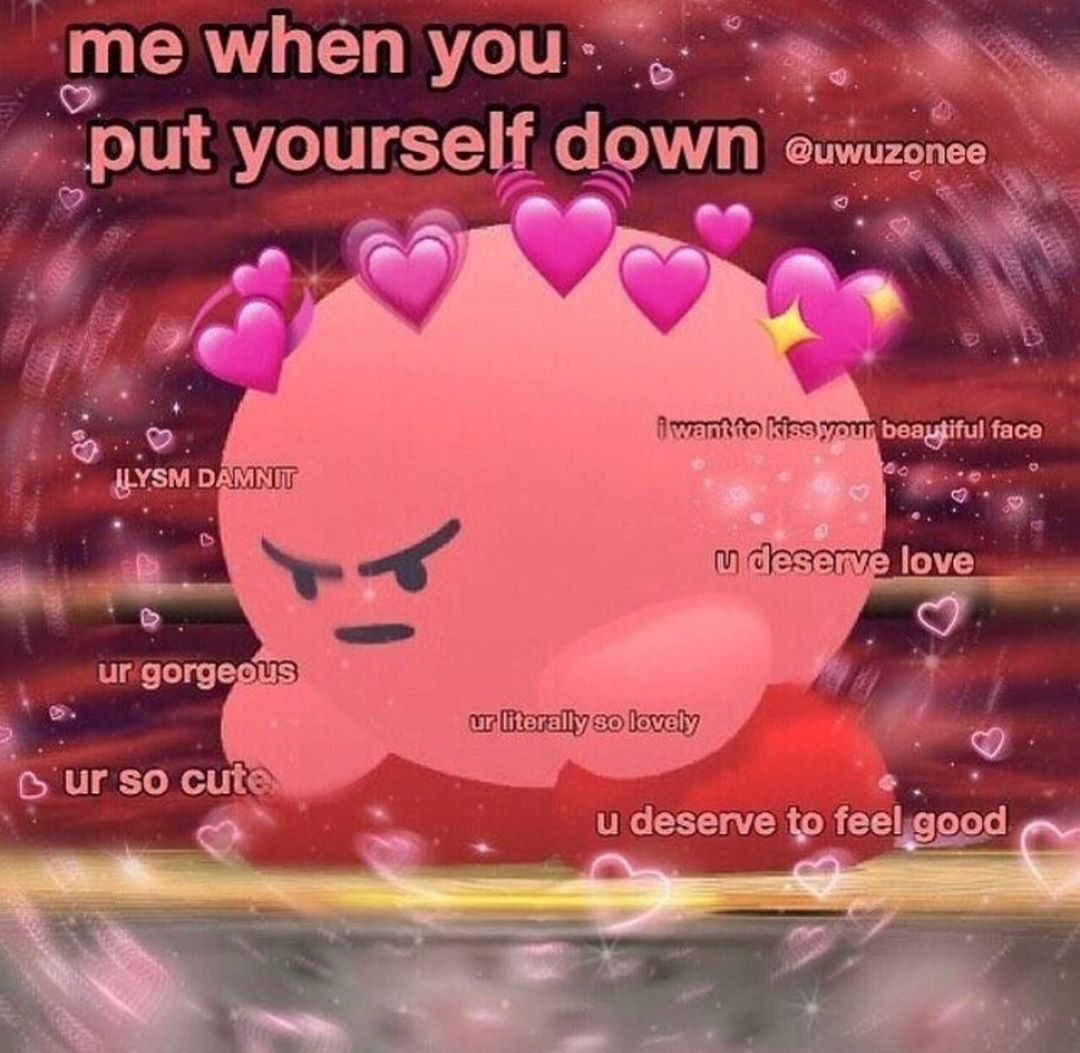 me when you
put yourself down @uwuzonee
i want to kiss your beautiful face
ILYSM DAMNIT
u deserve love
ur gorgeous
ur literally so lovely
ur so cute
u deserve to feel good